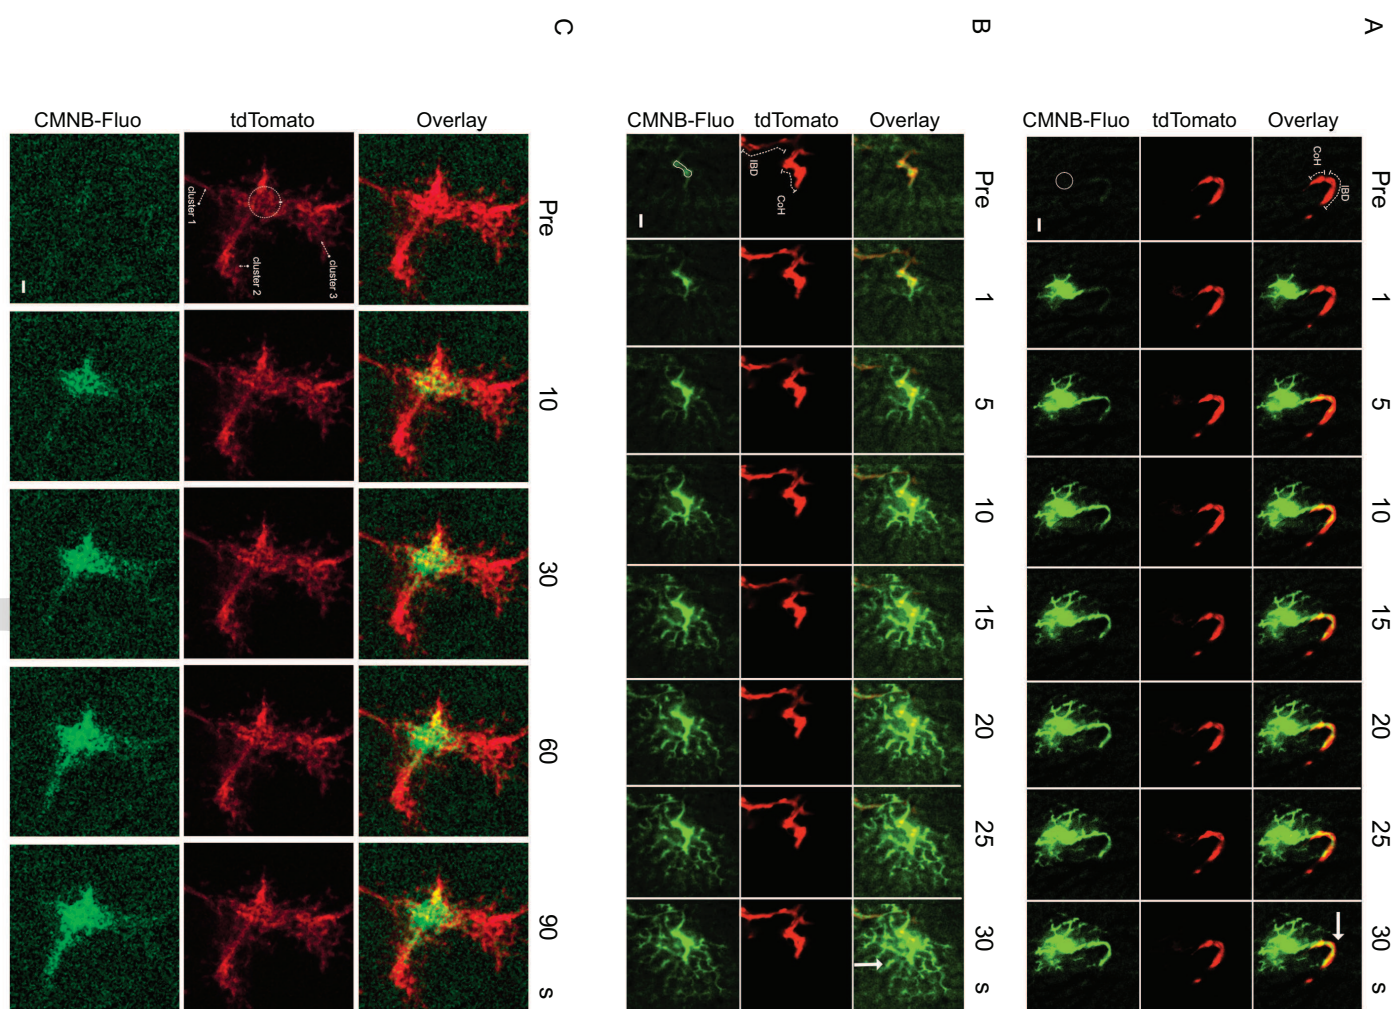 A
CMNB-Fluo tdTomato Overlay
CoH
IBD
Pre
1
5
10
15
20
25
30
s
B
CMNB-Fluo tdTomato Overlay
IBD
CoH
Pre
1
5
10
15
20
25
30
s
C
CMNB-Fluo tdTomato Overlay
cluster 1
cluster 2
cluster 3
Pre
10
30
60
90
s